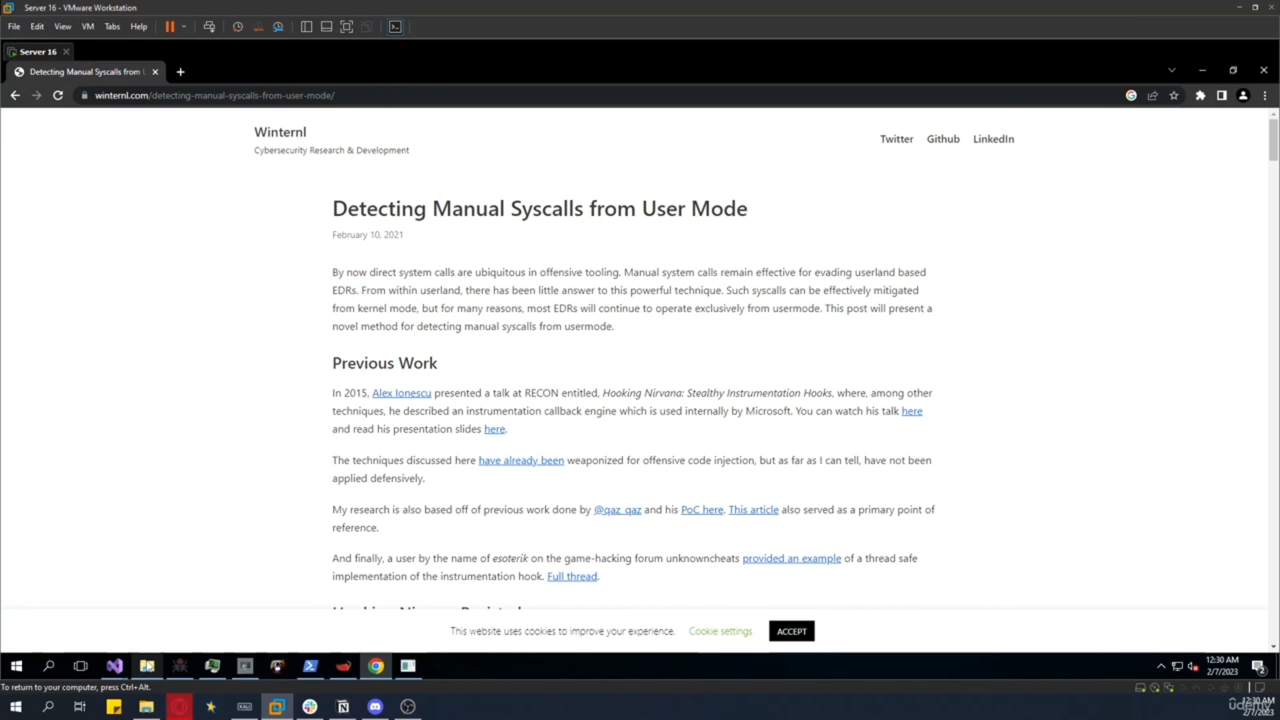 Server 16 - VMware Workstation
File Edit View VM Tabs Help
Server 16
Detecting Manual Syscalls from
winternl.com/detecting-manual-syscalls-from-user-mode/
Winternl
Cybersecurity Research & Development
Twitter Github LinkedIn
Detecting Manual Syscalls from User Mode
February 10, 2021
By now direct system calls are ubiquitous in offensive tooling. Manual system calls remain effective for evading userland based
EDRs. From within userland, there has been little answer to this powerful technique. Such syscalls can be effectively mitigated
from kernel mode, but for many reasons, most EDRs will continue to operate exclusively from usermode. This post will present a
novel method for detecting manual syscalls from usermode.
Previous Work
In 2015, Alex Ionescu presented a talk at RECON entitled, Hooking Nirvana: Stealthy Instrumentation Hooks, where, among other
techniques, he described an instrumentation callback engine which is used internally by Microsoft. You can watch his talk here
and read his presentation slides here.
The techniques discussed here have already been weaponized for offensive code injection, but as far as I can tell, have not been
applied defensively.
My research is also based off of previous work done by @qaz_qaz and his PoC here. This article also served as a primary point of
reference.
And finally, a user by the name of esoterik on the game-hacking forum unknowncheats provided an example of a thread safe
implementation of the instrumentation hook. Full thread.
This website uses cookies to improve your experience. Cookie settings ACCEPT
12:30 AM
2/7/2023
2
To return to your computer, press Ctrl+Alt.
KALI
12:30 AM
2/7/2023
udemy